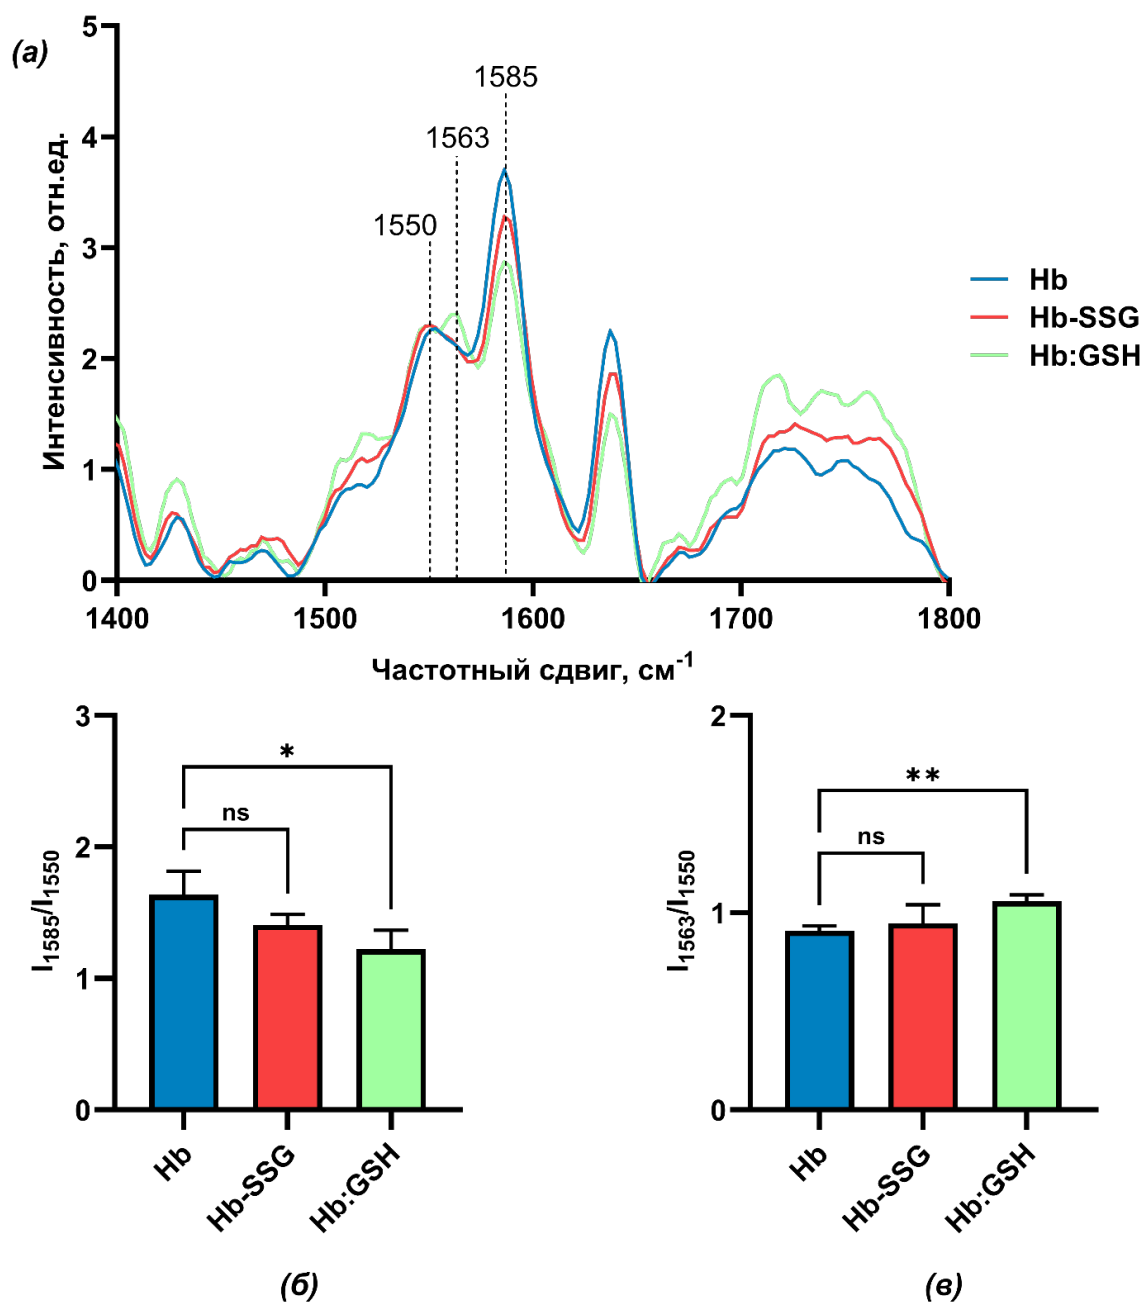 (а)
5
4
3
2
1
0
Интенсивность, отн.ед.
1550
1563
1585
Hb
Hb-SSG
Hb:GSH
1400
1500
1600
1700
1800
Частотный сдвиг, см⁻¹
3
2
1
0
I₁₅₈₅/I₁₅₅₀
*
ns
Hb
Hb-SSG
Hb:GSH
(б)
2
1
0
I₁₅₆₃/I₁₅₅₀
**
ns
Hb
Hb-SSG
Hb:GSH
(в)